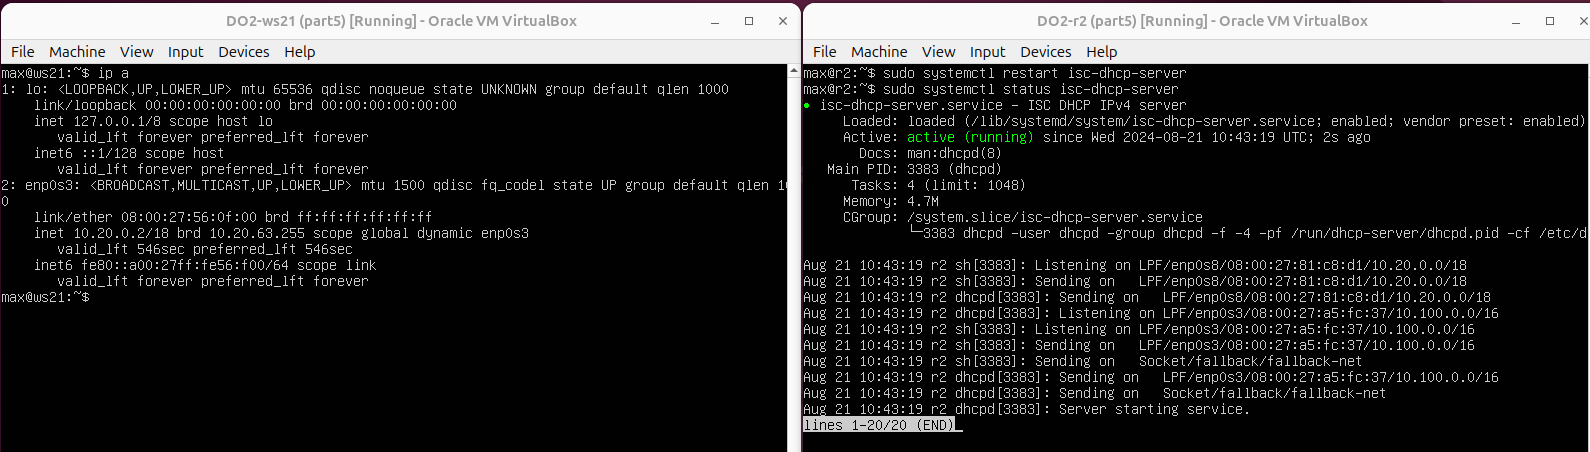 DO2-ws21 (part5) [Running] - Oracle VM VirtualBox
File Machine View Input Devices Help
max@ws21:~$ ip a
1: lo: <LOOPBACK,UP,LOWER_UP> mtu 65536 qdisc noqueue state UNKNOWN group default qlen 1000
    link/loopback 00:00:00:00:00:00 brd 00:00:00:00:00:00
    inet 127.0.0.1/8 scope host lo
       valid_lft forever preferred_lft forever
    inet6 ::1/128 scope host
       valid_lft forever preferred_lft forever
2: enp0s3: <BROADCAST,MULTICAST,UP,LOWER_UP> mtu 1500 qdisc fq_codel state UP group default qlen 10
0
    link/ether 08:00:27:56:0f:00 brd ff:ff:ff:ff:ff:ff
    inet 10.20.0.2/18 brd 10.20.63.255 scope global dynamic enp0s3
       valid_lft 546sec preferred_lft 546sec
    inet6 fe80::a00:27ff:fe56:f00/64 scope link
       valid_lft forever preferred_lft forever
max@ws21:~$
DO2-r2 (part5) [Running] - Oracle VM VirtualBox
File Machine View Input Devices Help
max@r2:~$ sudo systemctl restart isc-dhcp-server
max@r2:~$ sudo systemctl status isc-dhcp-server
● isc-dhcp-server.service - ISC DHCP IPv4 server
     Loaded: loaded (/lib/systemd/system/isc-dhcp-server.service; enabled; vendor preset: enabled)
     Active: active (running) since Wed 2024-08-21 10:43:19 UTC; 2s ago
       Docs: man:dhcpd(8)
   Main PID: 3383 (dhcpd)
      Tasks: 4 (limit: 1048)
     Memory: 4.7M
     CGroup: /system.slice/isc-dhcp-server.service
             └─3383 dhcpd -user dhcpd -group dhcpd -f -4 -pf /run/dhcp-server/dhcpd.pid -cf /etc/d
Aug 21 10:43:19 r2 sh[3383]: Listening on LPF/enp0s8/08:00:27:81:c8:d1/10.20.0.0/18
Aug 21 10:43:19 r2 sh[3383]: Sending on   LPF/enp0s8/08:00:27:81:c8:d1/10.20.0.0/18
Aug 21 10:43:19 r2 dhcpd[3383]: Sending on   LPF/enp0s8/08:00:27:81:c8:d1/10.20.0.0/18
Aug 21 10:43:19 r2 dhcpd[3383]: Listening on LPF/enp0s3/08:00:27:a5:fc:37/10.100.0.0/16
Aug 21 10:43:19 r2 sh[3383]: Listening on LPF/enp0s3/08:00:27:a5:fc:37/10.100.0.0/16
Aug 21 10:43:19 r2 sh[3383]: Sending on   LPF/enp0s3/08:00:27:a5:fc:37/10.100.0.0/16
Aug 21 10:43:19 r2 sh[3383]: Sending on   Socket/fallback/fallback-net
Aug 21 10:43:19 r2 dhcpd[3383]: Sending on   LPF/enp0s3/08:00:27:a5:fc:37/10.100.0.0/16
Aug 21 10:43:19 r2 dhcpd[3383]: Sending on   Socket/fallback/fallback-net
Aug 21 10:43:19 r2 dhcpd[3383]: Server starting service.
lines 1-20/20 (END)